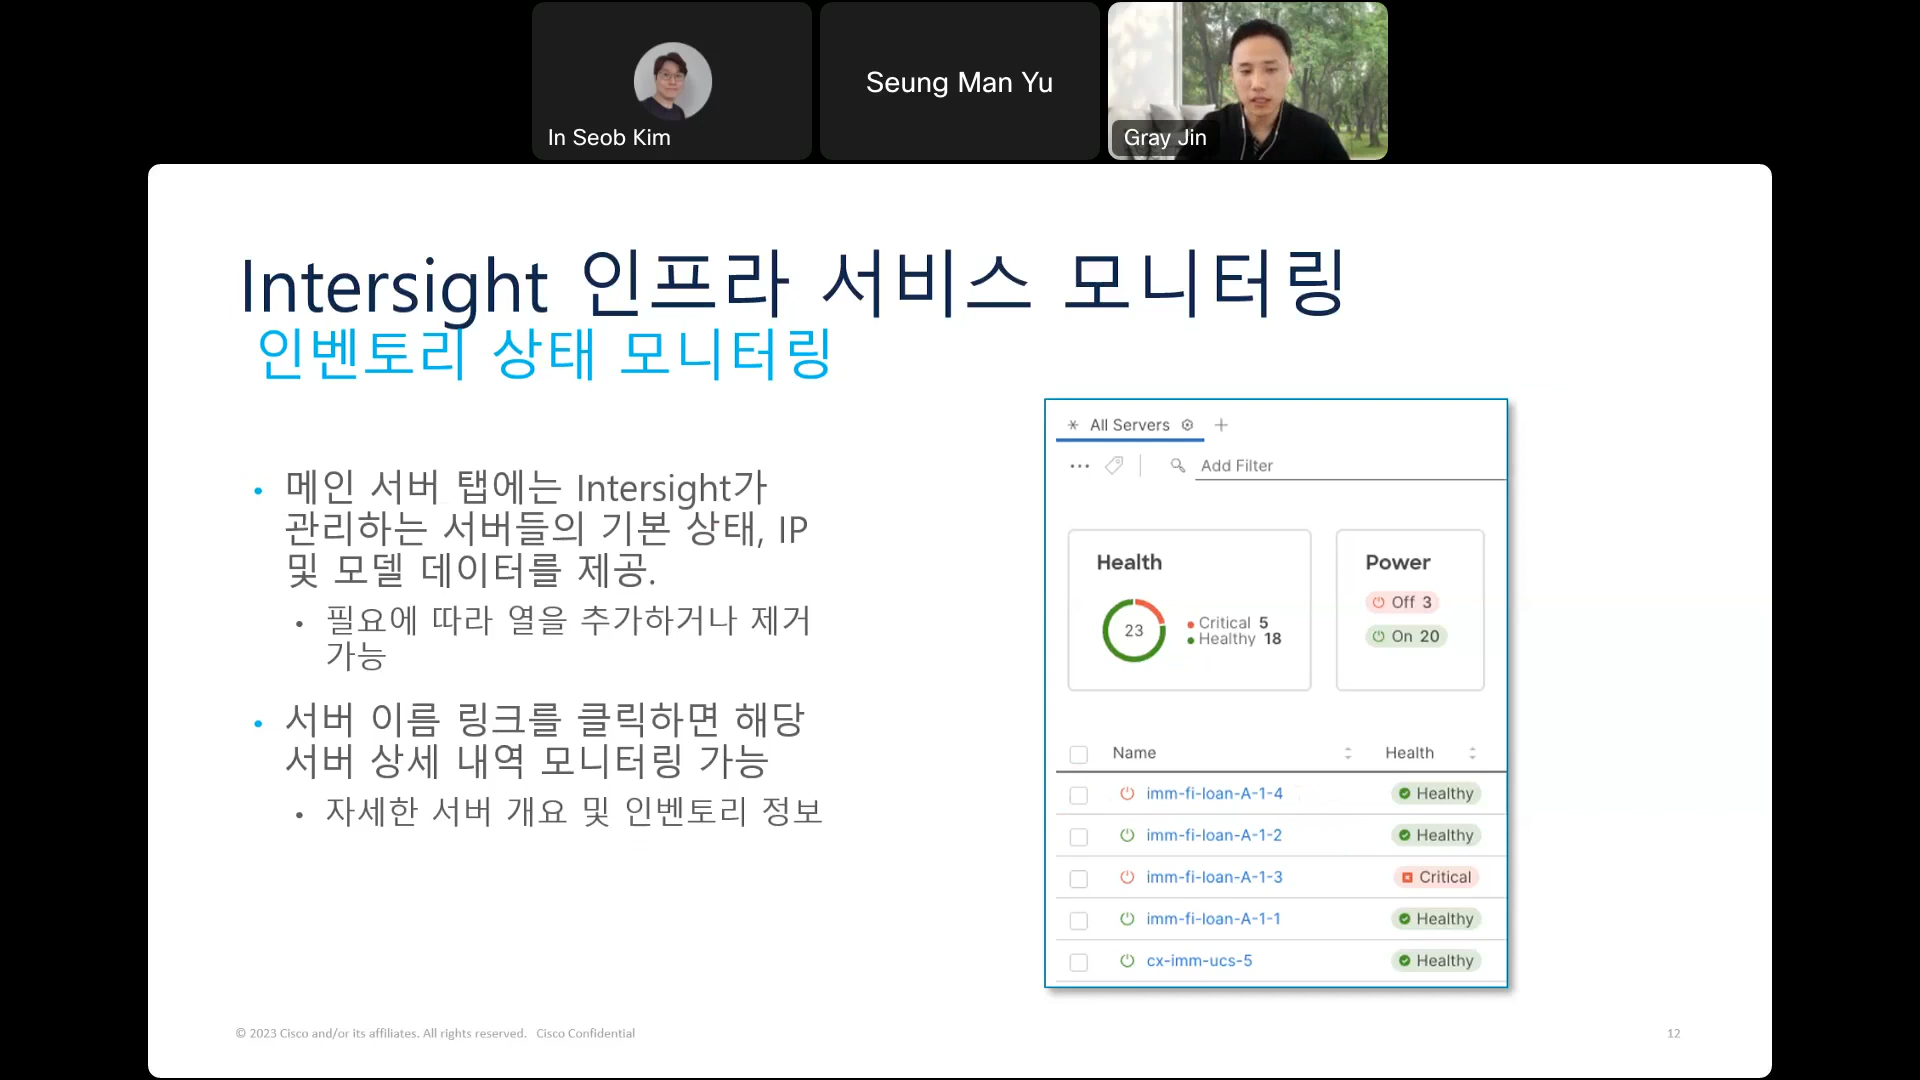 In Seob Kim
Seung Man Yu
Gray Jin
Intersight 인프라 서비스 모니터링
인벤토리 상태 모니터링
• 메인 서버 탭에는 Intersight가
관리하는 서버들의 기본 상태, IP
및 모델 데이터를 제공.
• 필요에 따라 열을 추가하거나 제거
가능
• 서버 이름 링크를 클릭하면 해당
서버 상세 내역 모니터링 가능
• 자세한 서버 개요 및 인벤토리 정보
All Servers
Add Filter
Health
23
Critical 5
Healthy 18
Power
Off 3
On 20
Name Health
imm-fi-loan-A-1-4 Healthy
imm-fi-loan-A-1-2 Healthy
imm-fi-loan-A-1-3 Critical
imm-fi-loan-A-1-1 Healthy
cx-imm-ucs-5 Healthy
© 2023 Cisco and/or its affiliates. All rights reserved. Cisco Confidential
12